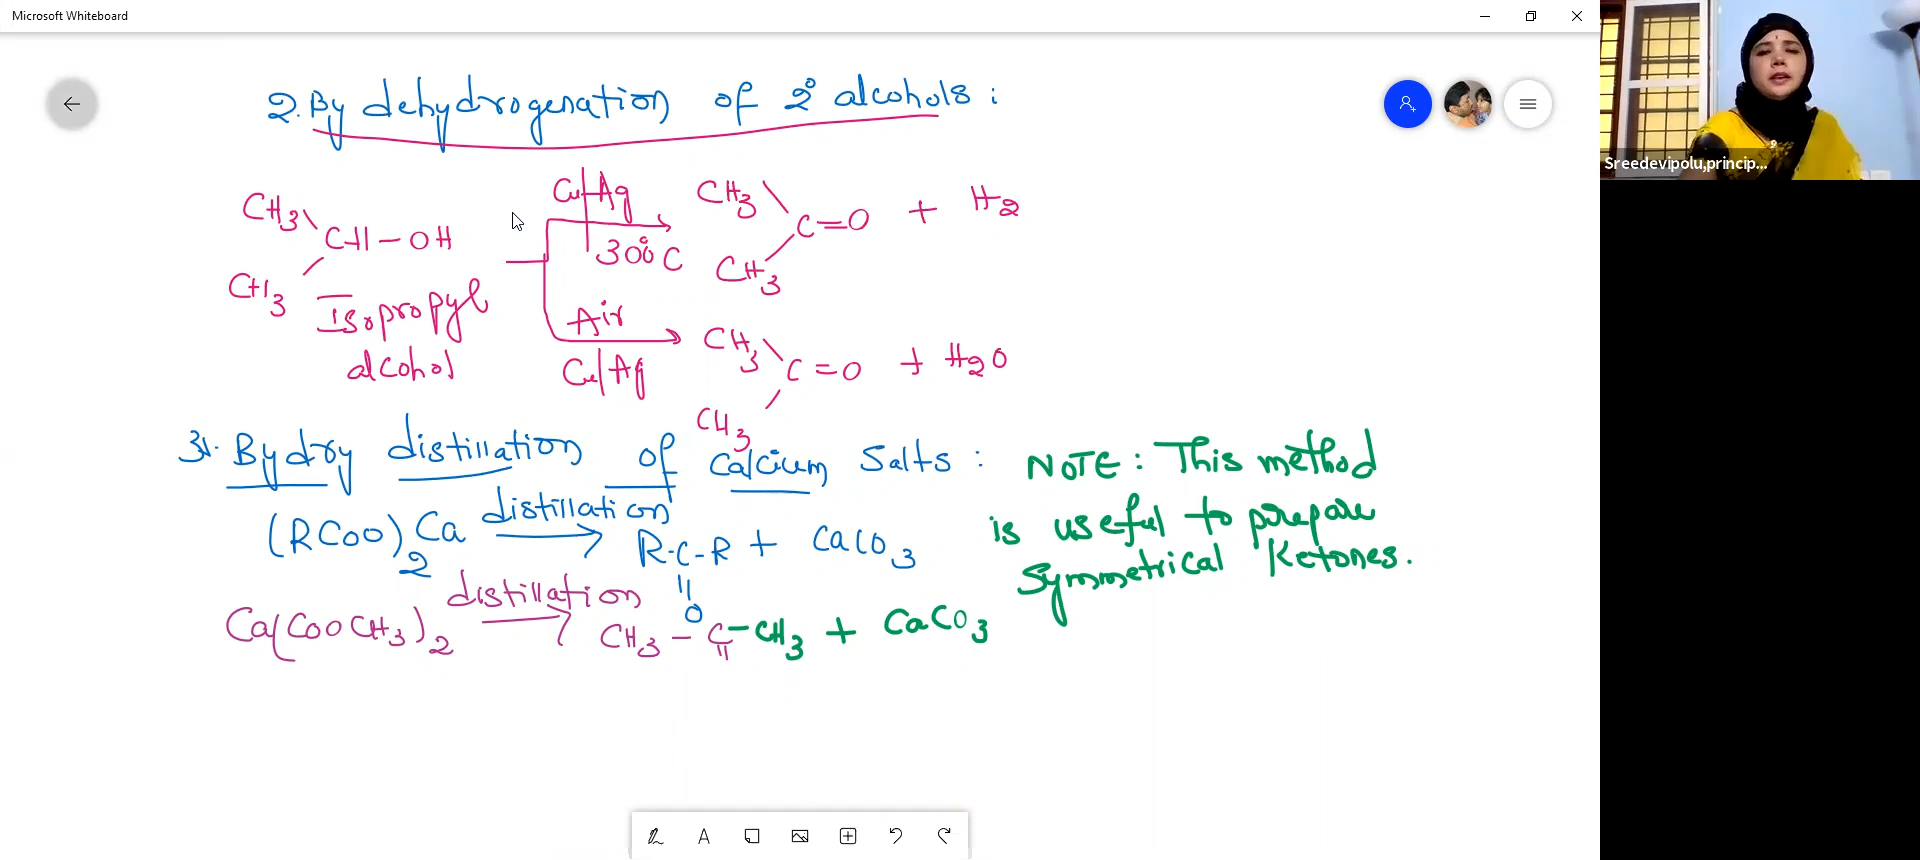 Microsoft Whiteboard
Sreedevipolu,princip...
2. By dehydrogenation of 2° alcohols :
CH3
CH - OH
CH3
Isopropyl
alcohol
Cu/Ag
300°C
CH3
C=O + H2
CH3
Air
Cu/Ag
CH3
C=O + H2O
CH3
3. By dry distillation of Calcium Salts :
(RCOO)2 Ca distillation R-C-R + CaCO3
O
Ca(COOCH3)2 distillation CH3 - C - CH3 + CaCO3
NOTE : This method
is useful to prepare
Symmetrical Ketones.